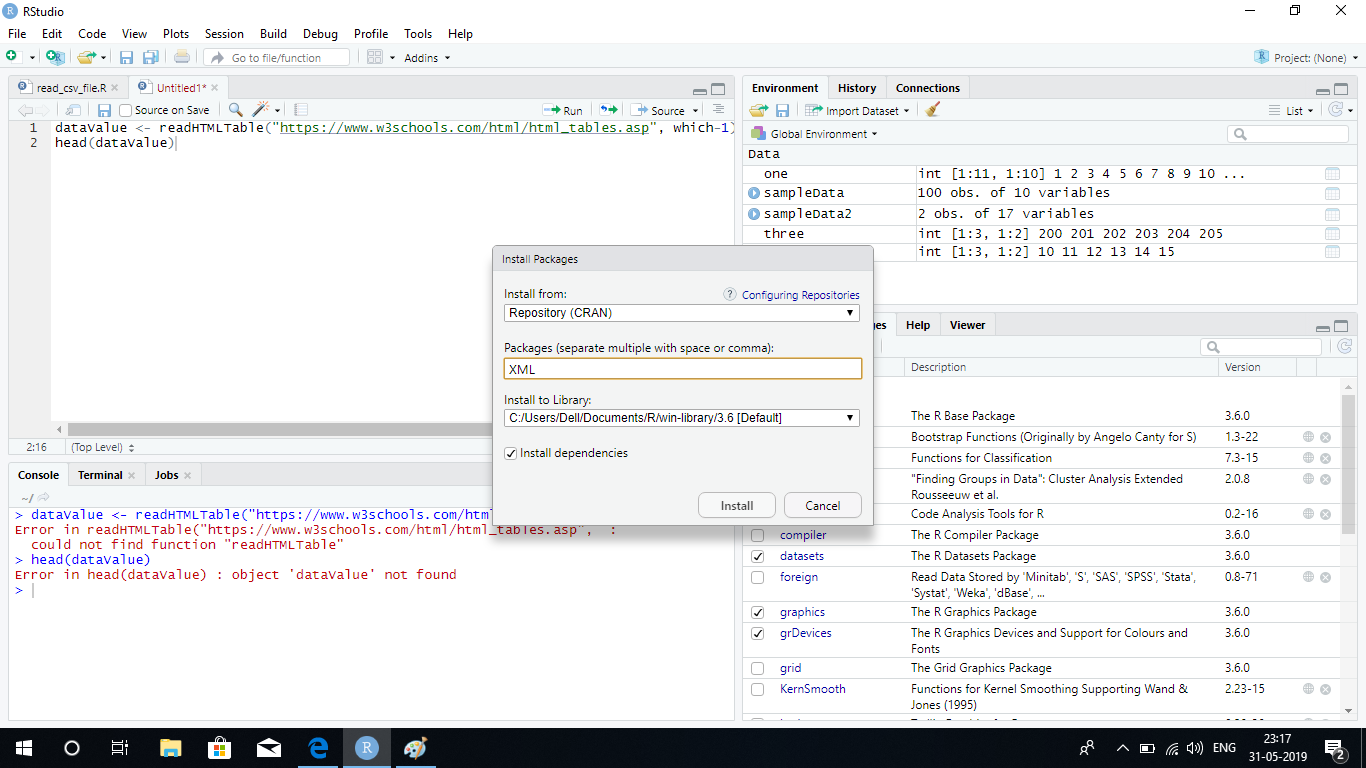 RStudio
File Edit Code View Plots Session Build Debug Profile Tools Help
Go to file/function Addins Project: (None)
read_csv_file.R Untitled1*
Source on Save Run Source
1 dataValue <- readHTMLTable("https://www.w3schools.com/html/html_tables.asp", which-1)
2 head(dataValue)
2:16 (Top Level)
Console Terminal Jobs
~/
> dataValue <- readHTMLTable("https://www.w3schools.com/html
Error in readHTMLTable("https://www.w3schools.com/html/html_tables.asp", :
could not find function "readHTMLTable"
> head(dataValue)
Error in head(dataValue) : object 'dataValue' not found
>
Environment History Connections
Import Dataset List
Global Environment
Data
one int [1:11, 1:10] 1 2 3 4 5 6 7 8 9 10 ...
sampleData 100 obs. of 10 variables
sampleData2 2 obs. of 17 variables
three int [1:3, 1:2] 200 201 202 203 204 205
int [1:3, 1:2] 10 11 12 13 14 15
Install Packages
Install from: ? Configuring Repositories
Repository (CRAN)
Packages (separate multiple with space or comma):
XML
Install to Library:
C:/Users/Dell/Documents/R/win-library/3.6 [Default]
Install dependencies
Install Cancel
es Help Viewer
Description Version
The R Base Package 3.6.0
Bootstrap Functions (Originally by Angelo Canty for S) 1.3-22
Functions for Classification 7.3-15
"Finding Groups in Data": Cluster Analysis Extended 2.0.8
Rousseeuw et al.
Code Analysis Tools for R 0.2-16
compiler The R Compiler Package 3.6.0
datasets The R Datasets Package 3.6.0
foreign Read Data Stored by 'Minitab', 'S', 'SAS', 'SPSS', 'Stata', 0.8-71
'Systat', 'Weka', 'dBase', ...
graphics The R Graphics Package 3.6.0
grDevices The R Graphics Devices and Support for Colours and 3.6.0
Fonts
grid The Grid Graphics Package 3.6.0
KernSmooth Functions for Kernel Smoothing Supporting Wand & 2.23-15
Jones (1995)
ENG 23:17
31-05-2019 2